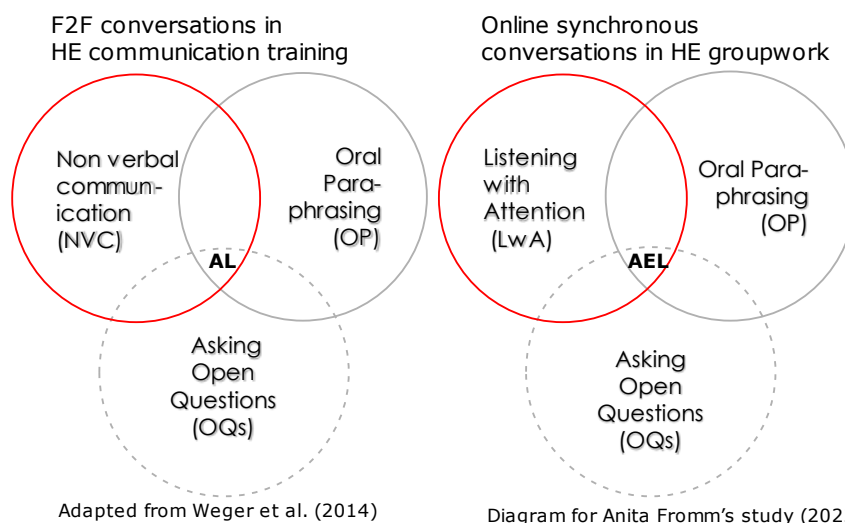 F2F conversations in
HE communication training
Non verbal
commun-
ication
(NVC)
Oral
Para-
phrasing
(OP)
AL
Asking
Open
Questions
(OQs)
Adapted from Weger et al. (2014)
Online synchronous
conversations in HE groupwork
Listening
with
Attention
(LwA)
Oral Para-
phrasing
(OP)
AEL
Asking
Open
Questions
(OQs)
Diagram for Anita Fromm's study (202